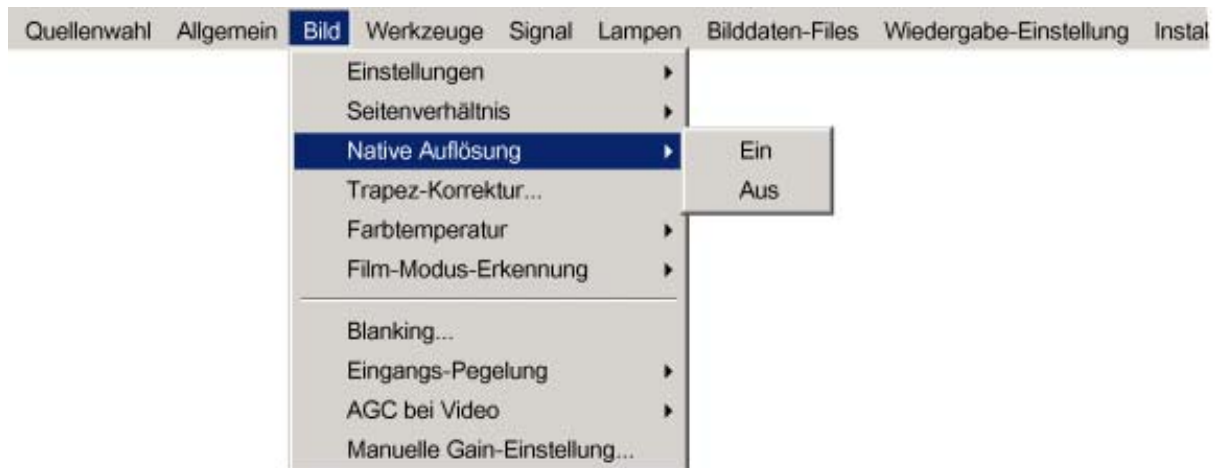 Quellenwahl Allgemein Bild Werkzeuge Signal Lampen Bilddaten-Files Wiedergabe-Einstellung Instal
Einstellungen
Seitenverhältnis
Native Auflösung
Ein
Aus
Trapez-Korrektur...
Farbtemperatur
Film-Modus-Erkennung
Blanking...
Eingangs-Pegelung
AGC bei Video
Manuelle Gain-Einstellung...